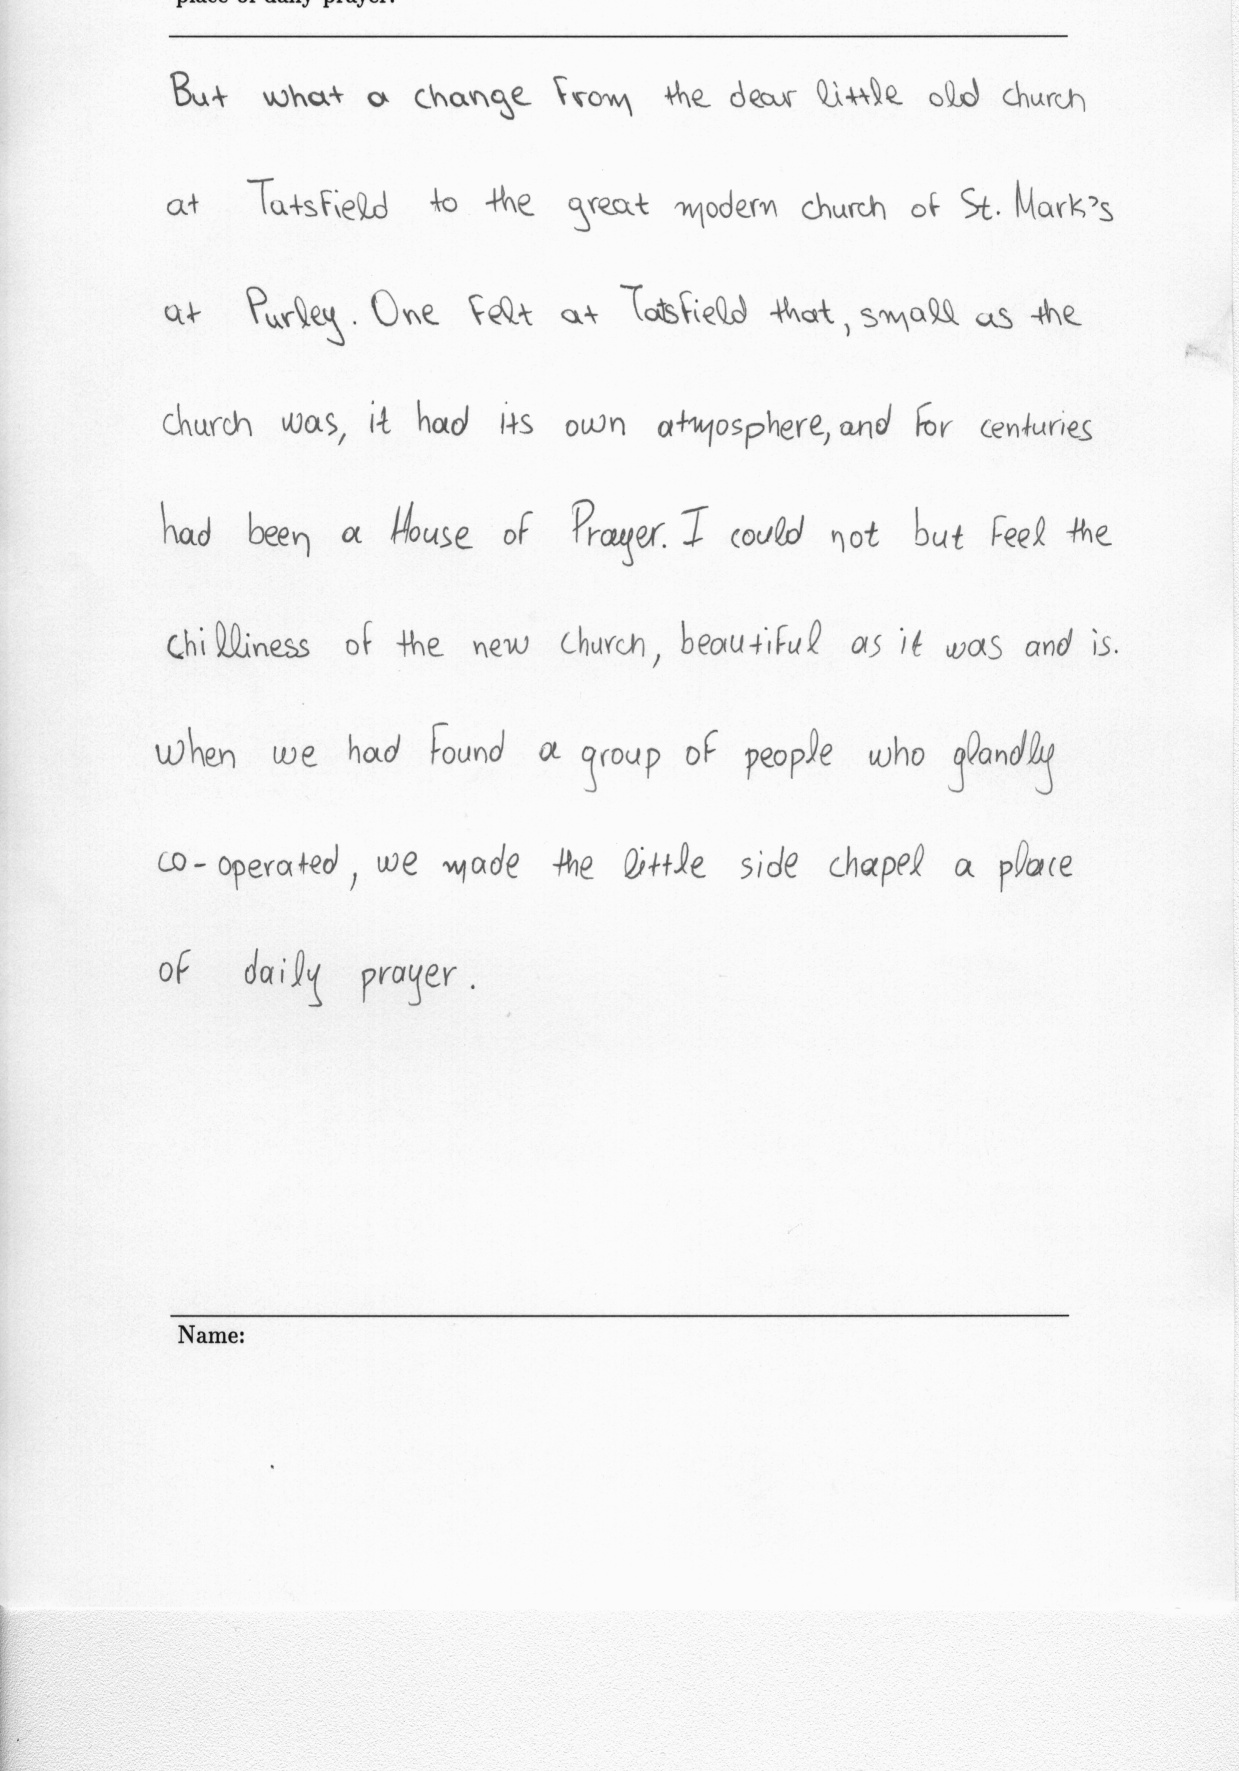 place of daily prayer.
But what a change from the dear little old church
at Tatsfield to the great modern church of St. Mark's
at Purley. One felt at Tatsfield that, small as the
church was, it had its own atmosphere, and for centuries
had been a House of Prayer. I could not but feel the
chilliness of the new church, beautiful as it was and is.
When we had found a group of people who glandly
co-operated, we made the little side chapel a place
of daily prayer.
Name: